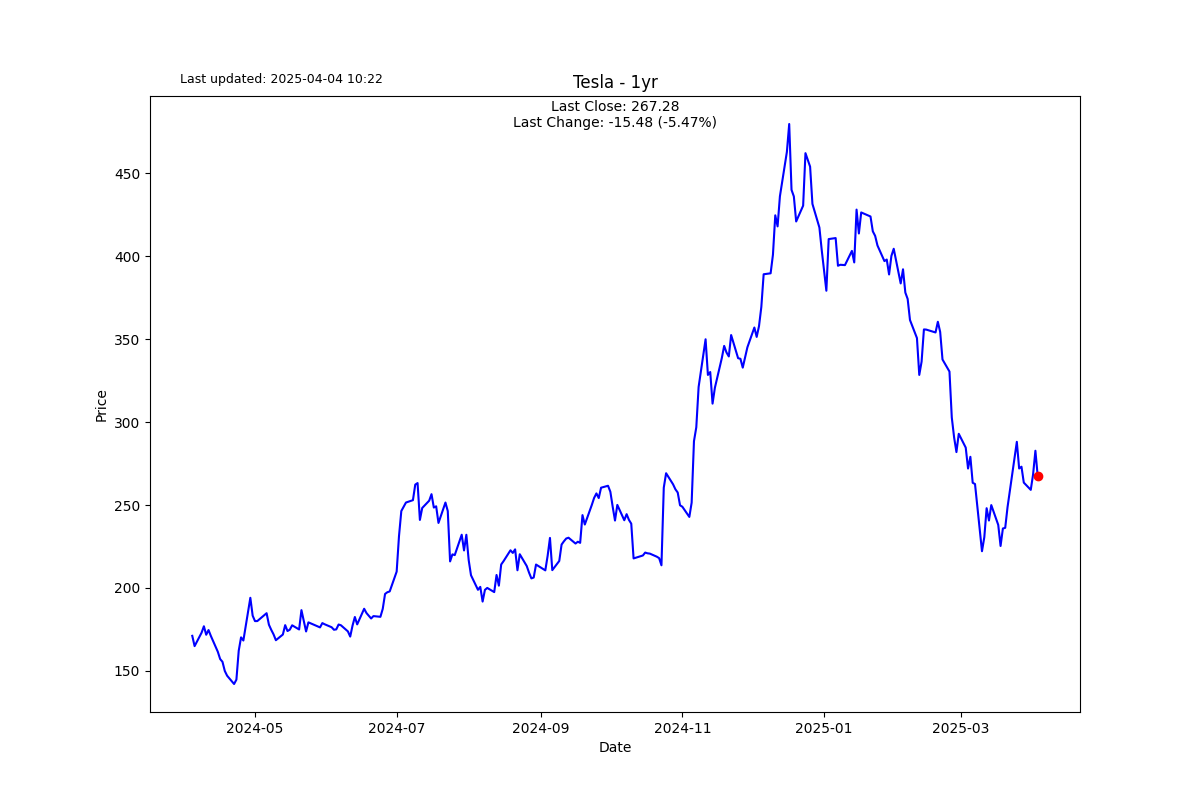 Last updated: 2025-04-04 10:22
Tesla - 1yr
Last Close: 267.28
Last Change: -15.48 (-5.47%)
450
400
350
300
250
200
150
Price
2024-05
2024-07
2024-09
2024-11
2025-01
2025-03
Date